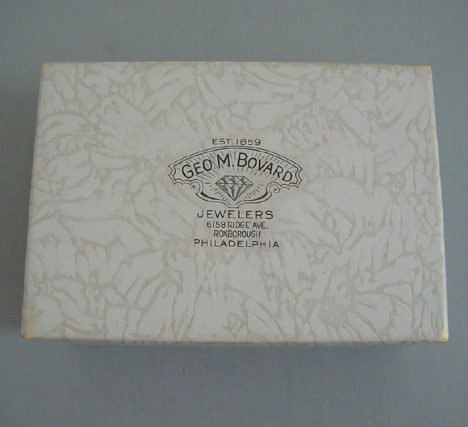 EST. 1859
GEO M. BOVARD
JEWELERS
6158 RIDGE AVE.
ROXBOROUGH
PHILADELPHIA